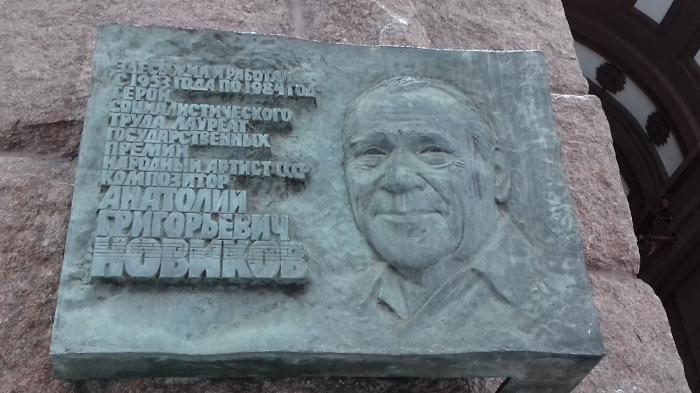 ЗДЕСЬ ЖИЛ И РАБОТАЛ
С 1953 ГОДА ПО 1984 ГОД
ГЕРОЙ
СОЦИАЛИСТИЧЕСКОГО
ТРУДА ЛАУРЕАТ
ГОСУДАРСТВЕННЫХ
ПРЕМИЙ
НАРОДНЫЙ АРТИСТ СССР
КОМПОЗИТОР
АНАТОЛИЙ
ГРИГОРЬЕВИЧ
НОВИКОВ